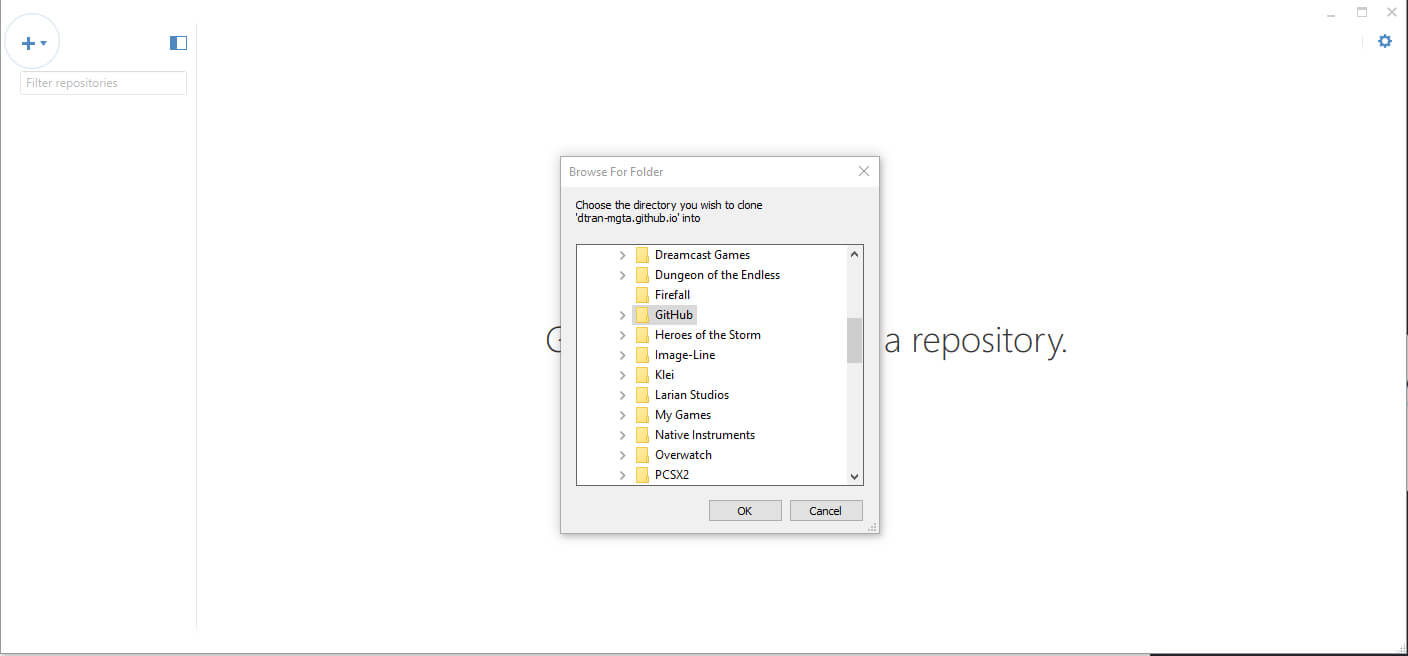 Filter repositories
Browse For Folder
Choose the directory you wish to clone
'dtran-mgta.github.io' into
Dreamcast Games
Dungeon of the Endless
Firefall
GitHub
Heroes of the Storm
Image-Line
Klei
Larian Studios
My Games
Native Instruments
Overwatch
PCSX2
OK
Cancel
a repository.